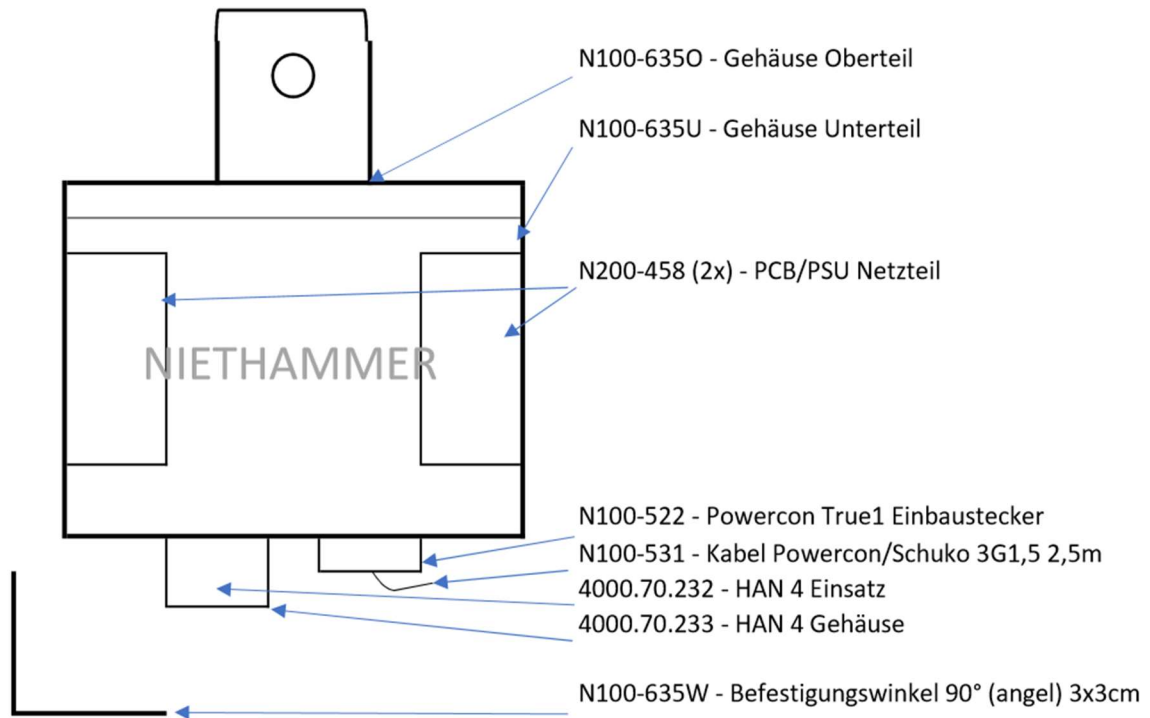 N100-635O - Gehäuse Oberteil
N100-635U - Gehäuse Unterteil
N200-458 (2x) - PCB/PSU Netzteil
NIETHAMMER
N100-522 - Powercon True1 Einbaustecker
N100-531 - Kabel Powercon/Schuko 3G1,5 2,5m
4000.70.232 - HAN 4 Einsatz
4000.70.233 - HAN 4 Gehäuse
N100-635W - Befestigungswinkel 90° (angel) 3x3cm